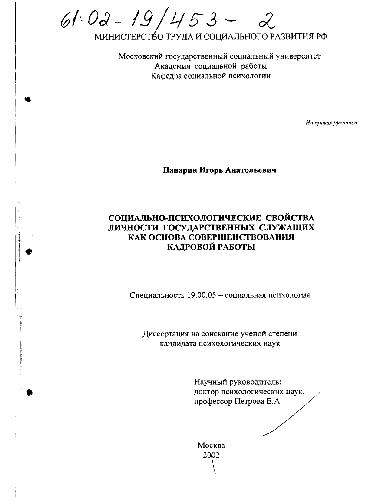 61:02-19/453-2
МИНИСТЕРСТВО ТРУДА И СОЦИАЛЬНОГО РАЗВИТИЯ РФ
Московский государственный социальный университет
Академия социальной работы
Кафедра социальной психологии
На правах рукописи
Панарин Игорь Анатольевич
СОЦИАЛЬНО-ПСИХОЛОГИЧЕСКИЕ СВОЙСТВА
ЛИЧНОСТИ ГОСУДАРСТВЕННЫХ СЛУЖАЩИХ
КАК ОСНОВА СОВЕРШЕНСТВОВАНИЯ
КАДРОВОЙ РАБОТЫ
Специальность 19.00.05 – социальная психология
Диссертация на соискание ученой степени
кандидата психологических наук
Научный руководитель:
доктор психологических наук,
профессор Петрова Е.А
Москва
2002